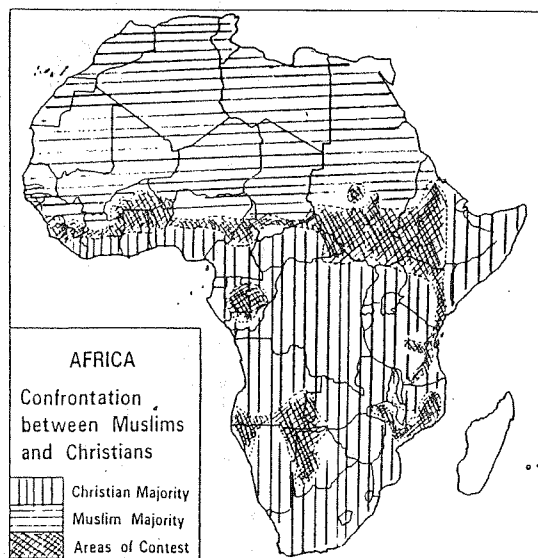 AFRICA
Confrontation
between Muslims
and Christians
Christian Majority
Muslim Majority
Areas of Contest